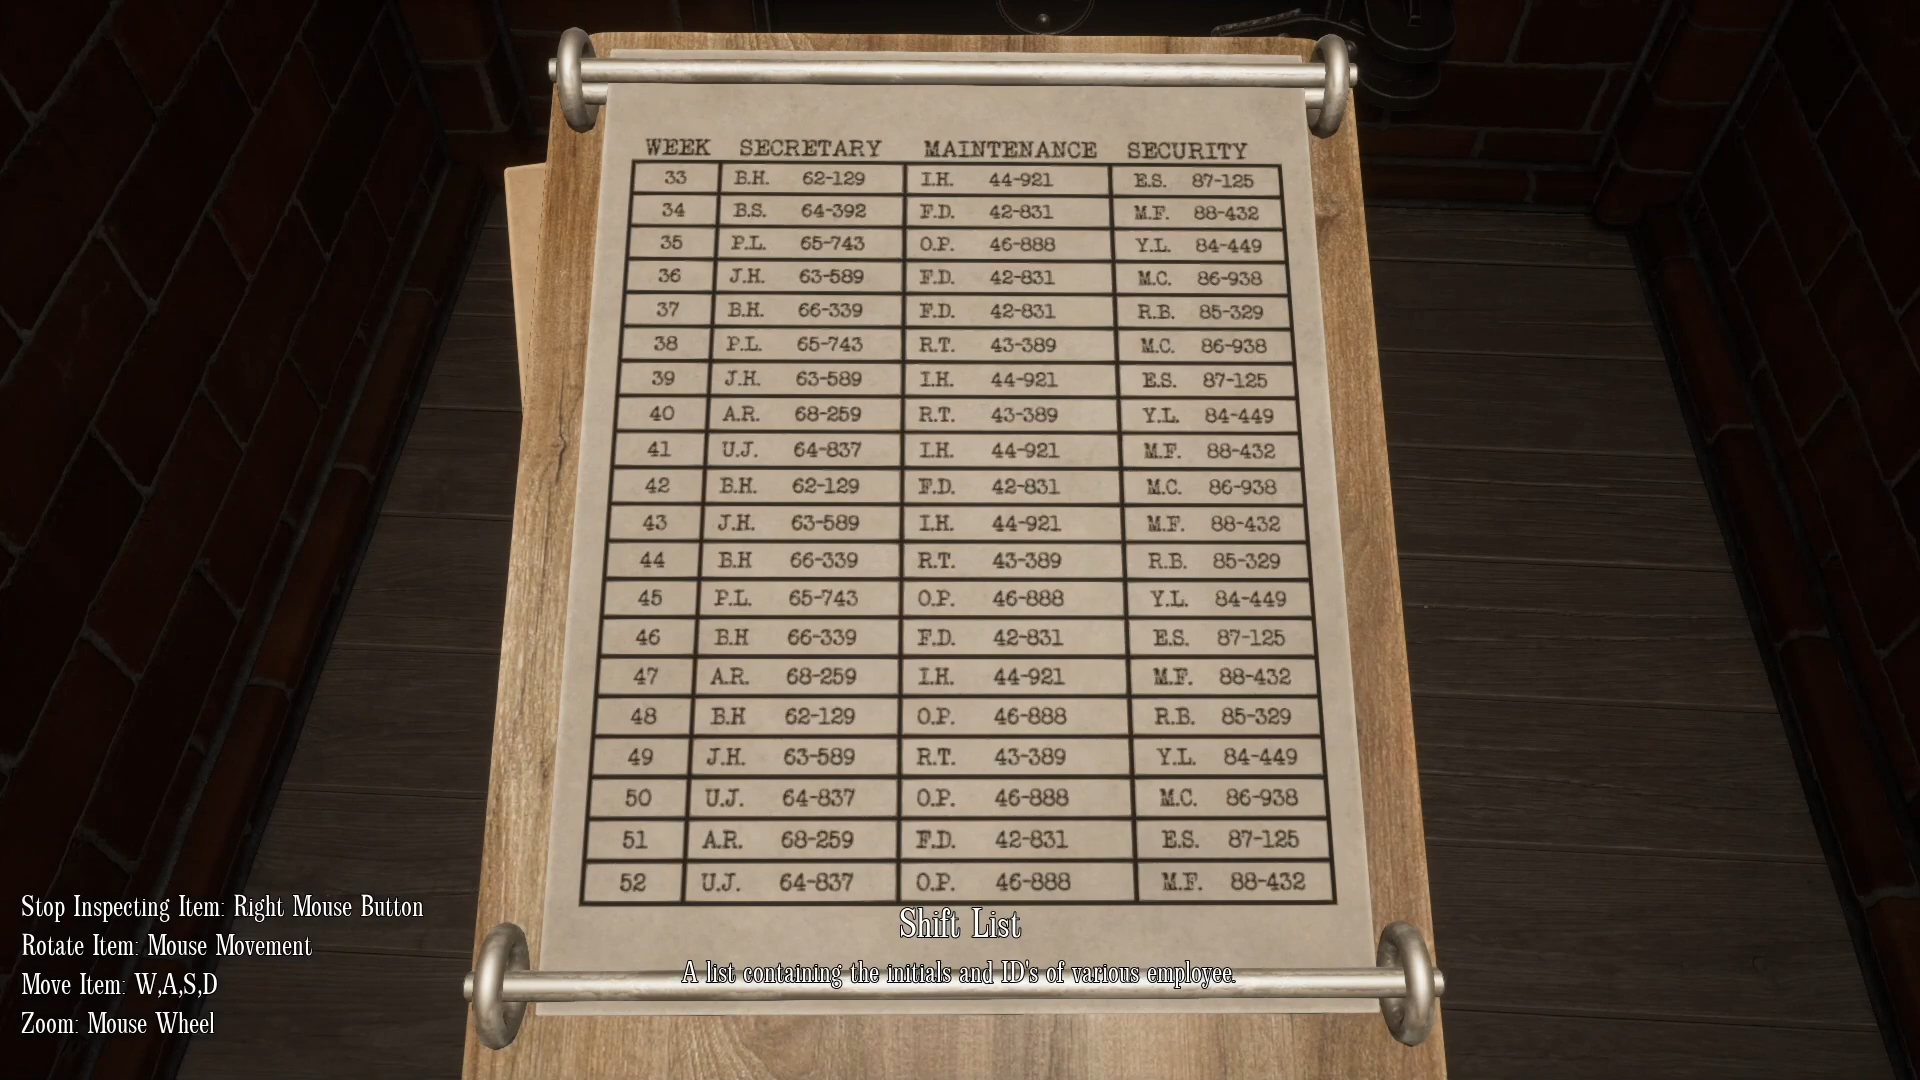 WEEK SECRETARY MAINTENANCE SECURITY
33 B.H. 62-129 I.H. 44-921 E.S. 87-125
34 B.S. 64-392 F.D. 42-831 M.F. 88-432
35 P.L. 65-743 O.P. 46-888 Y.L. 84-449
36 J.H. 63-589 F.D. 42-831 M.C. 86-938
37 B.H. 66-339 F.D. 42-831 R.B. 85-329
38 P.L. 65-743 R.T. 43-389 M.C. 86-938
39 J.H. 63-589 I.H. 44-921 E.S. 87-125
40 A.R. 68-259 R.T. 43-389 Y.L. 84-449
41 U.J. 64-837 I.H. 44-921 M.F. 88-432
42 B.H. 62-129 F.D. 42-831 M.C. 86-938
43 J.H. 63-589 I.H. 44-921 M.F. 88-432
44 B.H 66-339 R.T. 43-389 R.B. 85-329
45 P.L. 65-743 O.P. 46-888 Y.L. 84-449
46 B.H 66-339 F.D. 42-831 E.S. 87-125
47 A.R. 68-259 I.H. 44-921 M.F. 88-432
48 B.H 62-129 O.P. 46-888 R.B. 85-329
49 J.H. 63-589 R.T. 43-389 Y.L. 84-449
50 U.J. 64-837 O.P. 46-888 M.C. 86-938
51 A.R. 68-259 F.D. 42-831 E.S. 87-125
52 U.J. 64-837 O.P. 46-888 M.F. 88-432
Shift List
A list containing the initials and ID's of various employee.
Stop Inspecting Item: Right Mouse Button
Rotate Item: Mouse Movement
Move Item: W,A,S,D
Zoom: Mouse Wheel